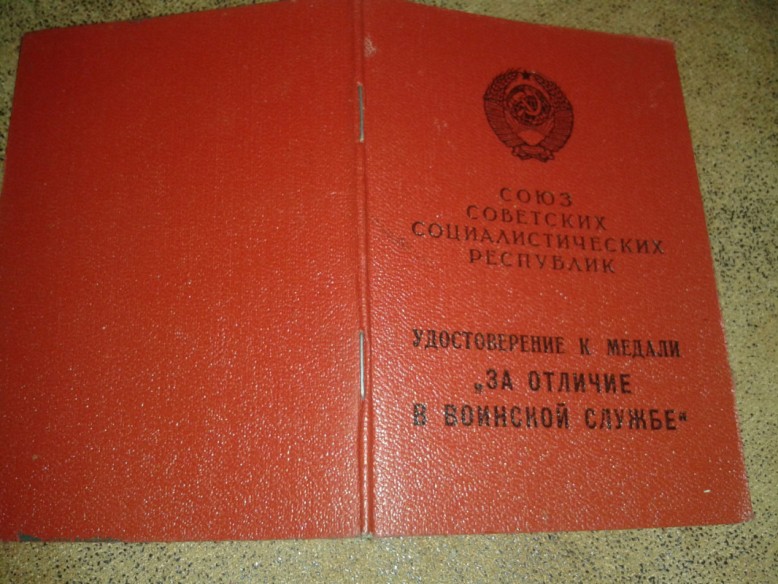 СОЮЗ
СОВЕТСКИХ
СОЦИАЛИСТИЧЕСКИХ
РЕСПУБЛИК
УДОСТОВЕРЕНИЕ К МЕДАЛИ
„ЗА ОТЛИЧИЕ
В ВОИНСКОЙ СЛУЖБЕ“